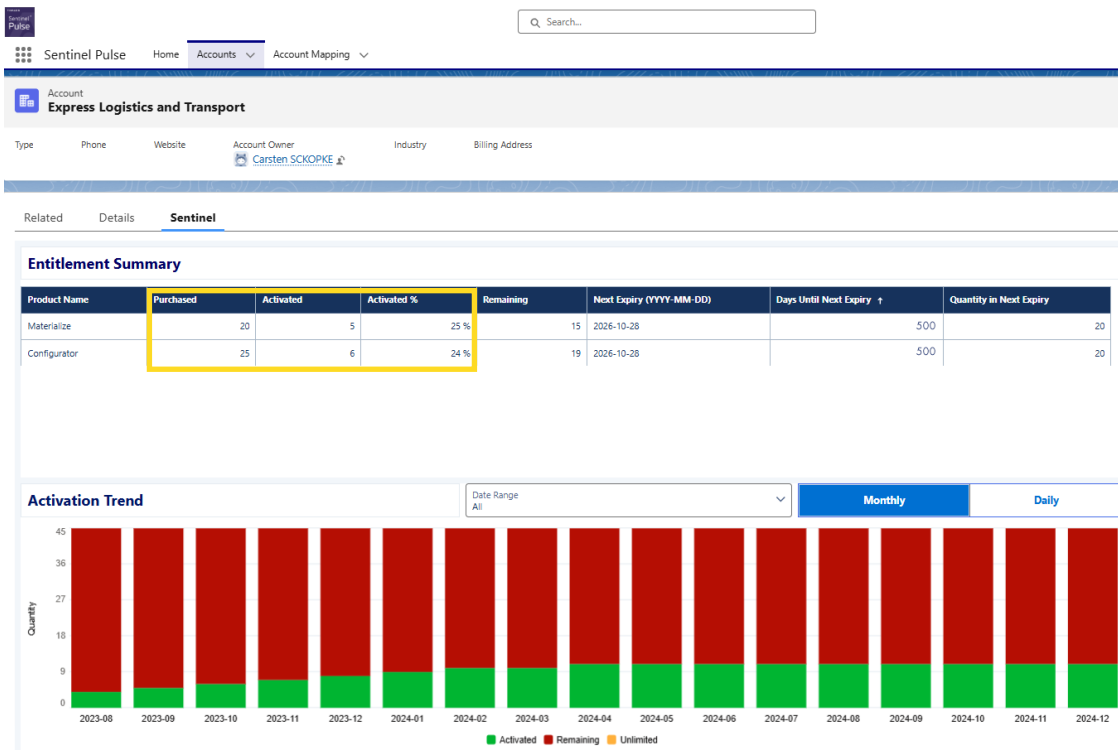 Sentinel
Pulse
Search...
Sentinel Pulse Home Accounts Account Mapping
Account
Express Logistics and Transport
Type Phone Website Account Owner Industry Billing Address
Carsten SCKOPKE
Related Details Sentinel
Entitlement Summary
Product Name Purchased Activated Activated % Remaining Next Expiry (YYYY-MM-DD) Days Until Next Expiry ↑ Quantity in Next Expiry
Materialize 20 5 25 % 15 2026-10-28 500 20
Configurator 25 6 24 % 19 2026-10-28 500 20
Activation Trend
Date Range
All
Monthly Daily
45
36
27
18
9
0
Quantity
2023-08 2023-09 2023-10 2023-11 2023-12 2024-01 2024-02 2024-03 2024-04 2024-05 2024-06 2024-07 2024-08 2024-09 2024-10 2024-11 2024-12
Activated Remaining Unlimited